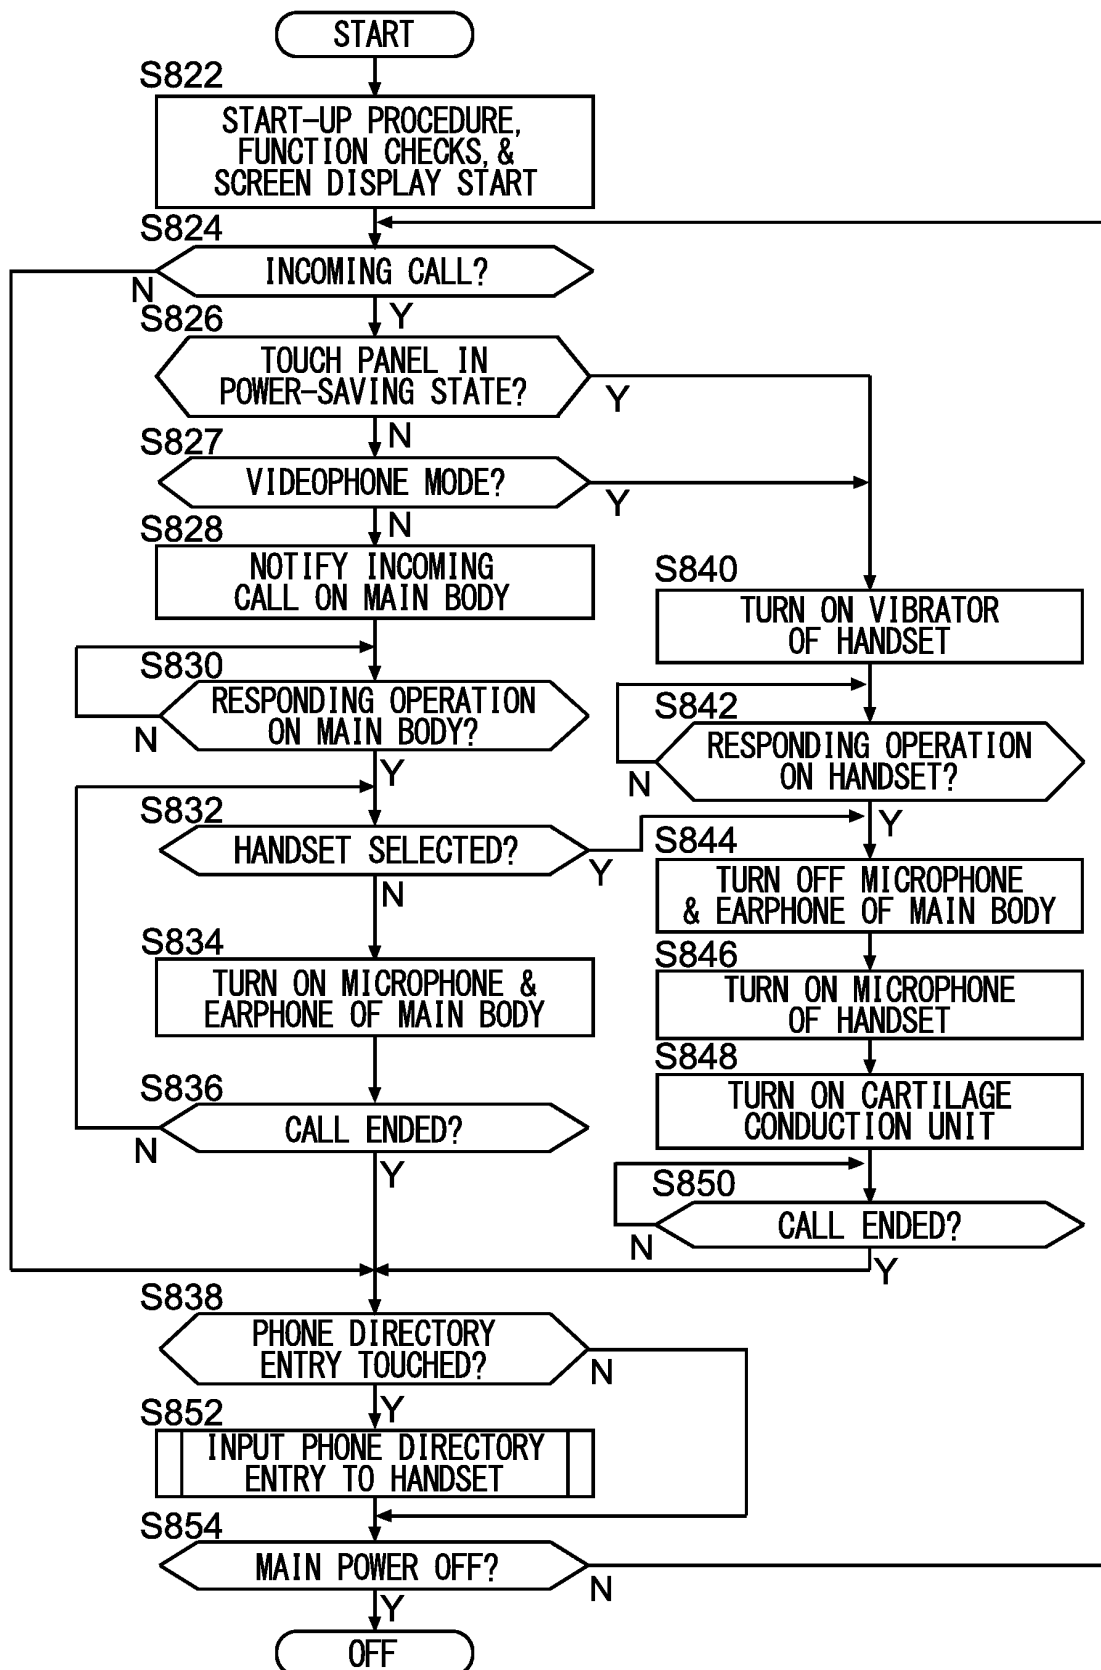 START
S822
START-UP PROCEDURE,
FUNCTION CHECKS, &
SCREEN DISPLAY START
S824
INCOMING CALL?
N
Y
S826
TOUCH PANEL IN
POWER-SAVING STATE?
Y
N
S827
VIDEOPHONE MODE?
Y
N
S828
NOTIFY INCOMING
CALL ON MAIN BODY
S830
RESPONDING OPERATION
ON MAIN BODY?
N
Y
S832
HANDSET SELECTED?
Y
N
S834
TURN ON MICROPHONE &
EARPHONE OF MAIN BODY
S836
CALL ENDED?
N
Y
S840
TURN ON VIBRATOR
OF HANDSET
S842
RESPONDING OPERATION
ON HANDSET?
N
Y
S844
TURN OFF MICROPHONE
& EARPHONE OF MAIN BODY
S846
TURN ON MICROPHONE
OF HANDSET
S848
TURN ON CARTILAGE
CONDUCTION UNIT
S850
CALL ENDED?
N
Y
S838
PHONE DIRECTORY
ENTRY TOUCHED?
N
Y
S852
INPUT PHONE DIRECTORY
ENTRY TO HANDSET
S854
MAIN POWER OFF?
N
Y
OFF